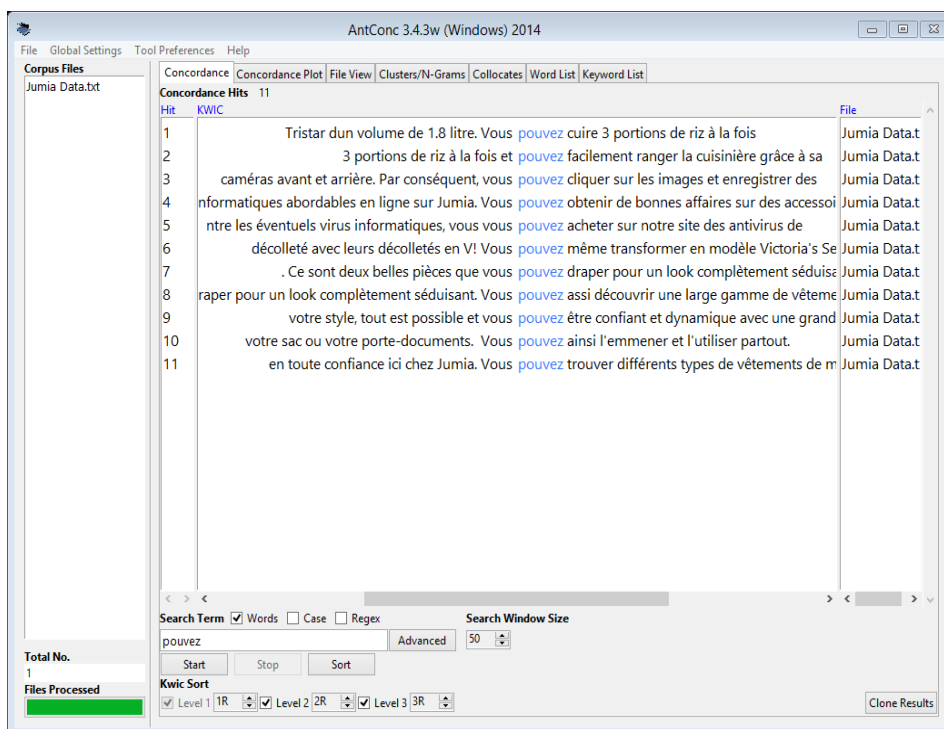 AntConc 3.4.3w (Windows) 2014
File Global Settings Tool Preferences Help
Corpus Files
Jumia Data.txt
Concordance Concordance Plot File View Clusters/N-Grams Collocates Word List Keyword List
Concordance Hits 11
Hit KWIC File
1 Tristar dun volume de 1.8 litre. Vous pouvez cuire 3 portions de riz à la fois Jumia Data.t
2 3 portions de riz à la fois et pouvez facilement ranger la cuisinière grâce à sa Jumia Data.t
3 caméras avant et arrière. Par conséquent, vous pouvez cliquer sur les images et enregistrer des Jumia Data.t
4 nformatiques abordables en ligne sur Jumia. Vous pouvez obtenir de bonnes affaires sur des accessoi Jumia Data.t
5 ntre les éventuels virus informatiques, vous vous pouvez acheter sur notre site des antivirus de Jumia Data.t
6 décolleté avec leurs décolletés en V! Vous pouvez même transformer en modèle Victoria's Se Jumia Data.t
7 . Ce sont deux belles pièces que vous pouvez draper pour un look complètement séduisa Jumia Data.t
8 raper pour un look complètement séduisant. Vous pouvez assi découvrir une large gamme de vêteme Jumia Data.t
9 votre style, tout est possible et vous pouvez être confiant et dynamique avec une grand Jumia Data.t
10 votre sac ou votre porte-documents. Vous pouvez ainsi l'emmener et l'utiliser partout. Jumia Data.t
11 en toute confiance ici chez Jumia. Vous pouvez trouver différents types de vêtements de m Jumia Data.t
Search Term Words Case Regex Search Window Size
pouvez Advanced 50
Start Stop Sort
Total No.
1
Files Processed
Kwic Sort
Level 1 1R Level 2 2R Level 3 3R Clone Results